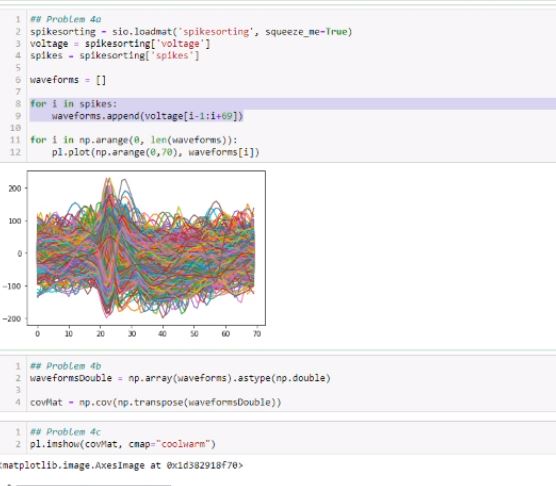 1 ## Problem 4a
2 spikesorting = sio.loadmat('spikesorting', squeeze_me=True)
3 voltage = spikesorting['voltage']
4 spikes = spikesorting['spikes']
5
6 waveforms = []
7
8 for i in spikes:
9 waveforms.append(voltage[i-1:i+69])
10
11 for i in np.arange(0, len(waveforms)):
12 pl.plot(np.arange(0,70), waveforms[i])
200
100
0
-100
-200
0 10 20 30 40 50 60 70
1 ## Problem 4b
2 waveformsDouble = np.array(waveforms).astype(np.double)
3
4 covMat = np.cov(np.transpose(waveformsDouble))
1 ## Problem 4c
2 pl.imshow(covMat, cmap="coolwarm")
<matplotlib.image.AxesImage at 0x1d382918f70>